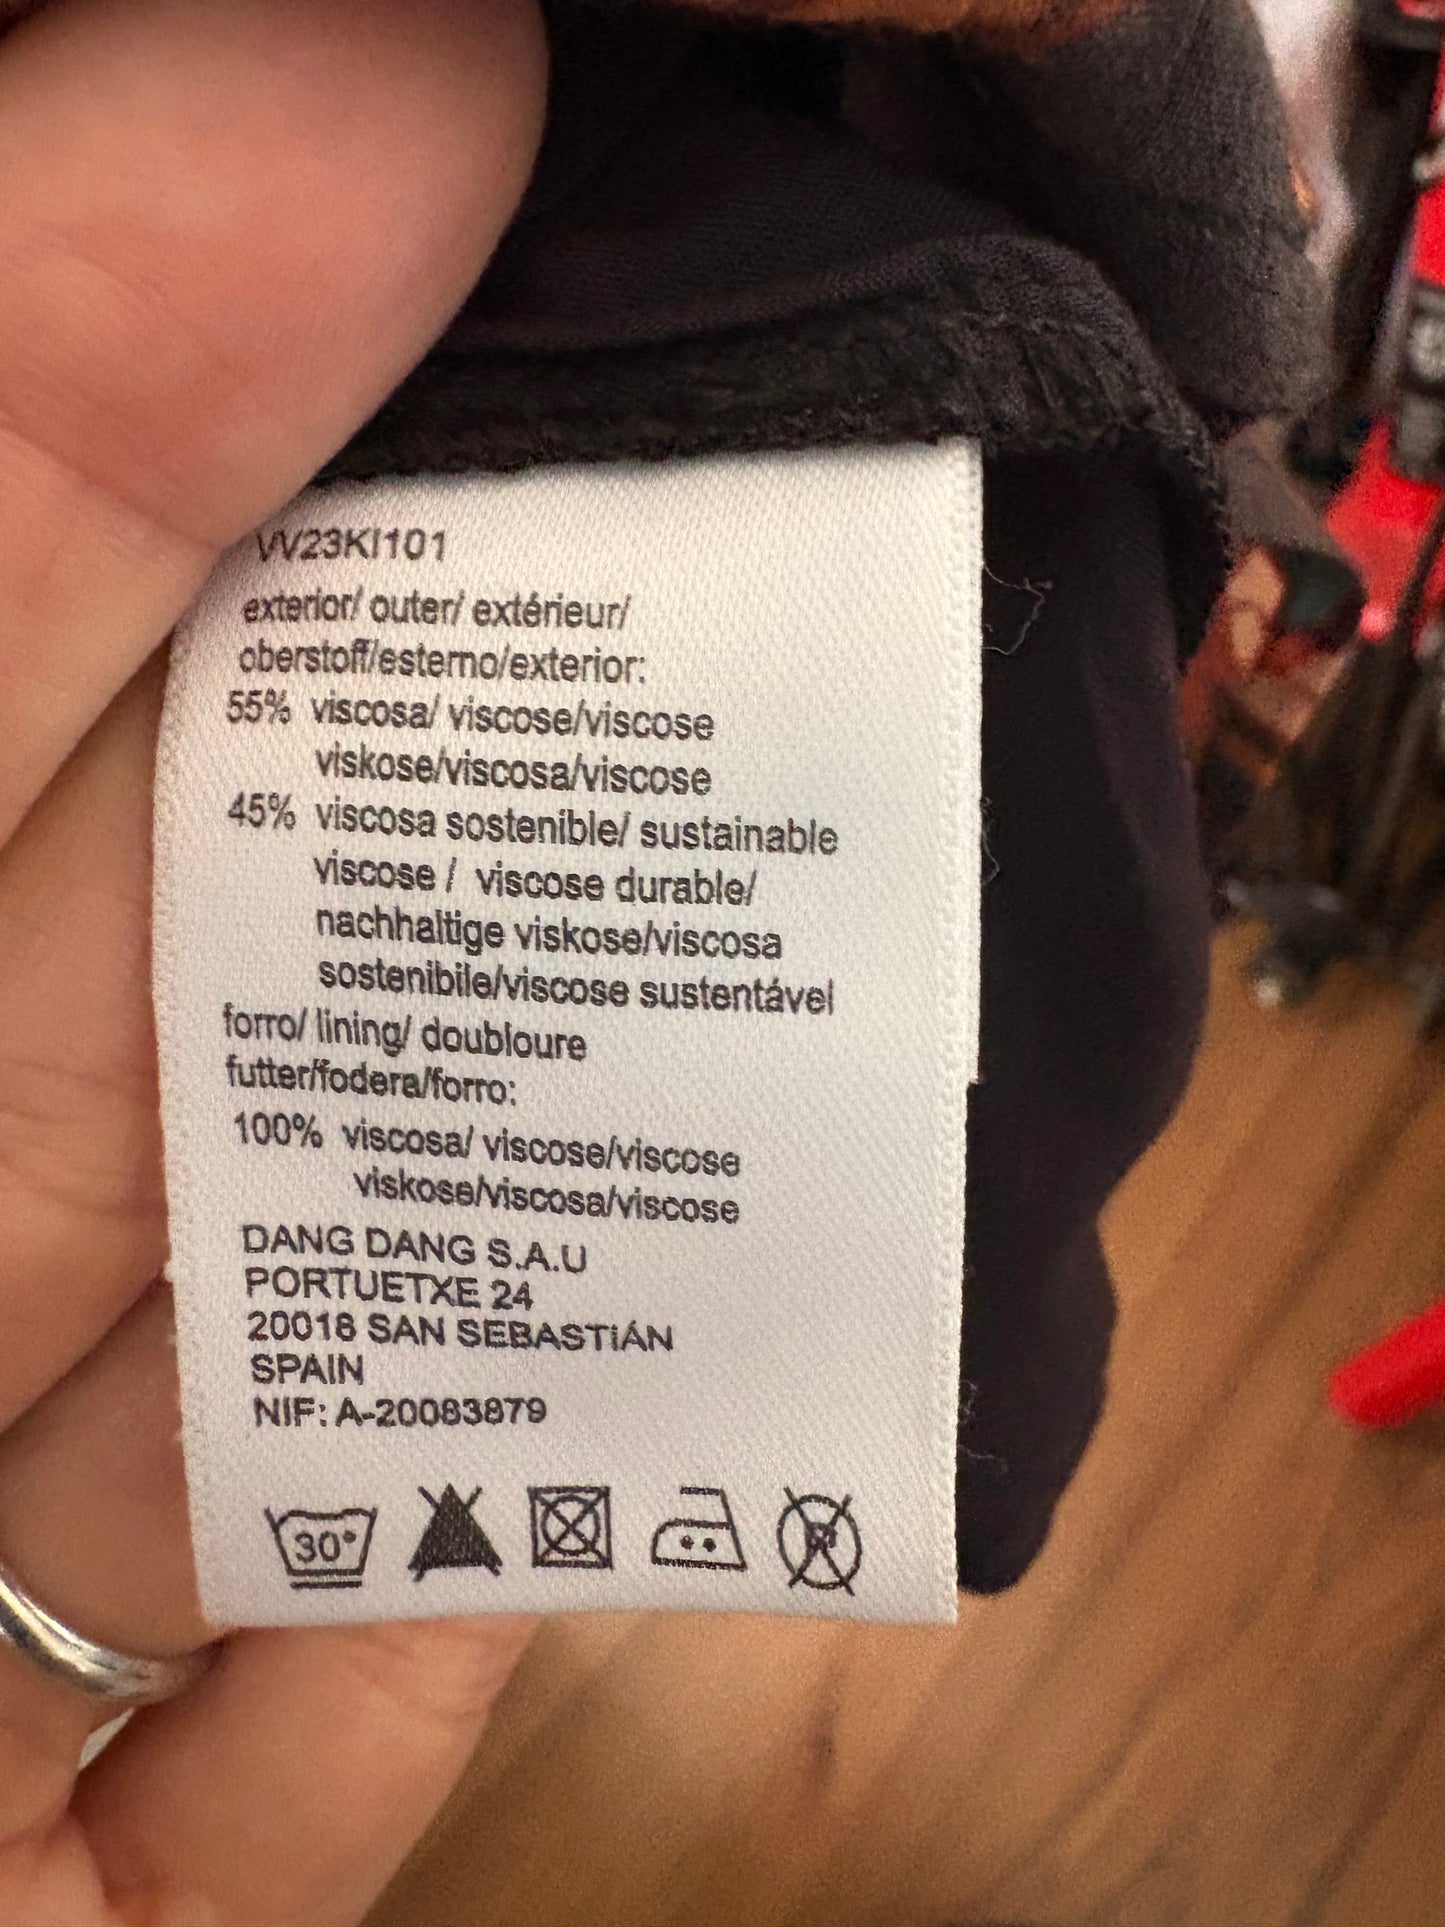 VV23KI101
exterior/ outer/ extérieur/
oberstoff/esterno/exterior:
55% viscosa/ viscose/viscose
viskose/viscosa/viscose
45% viscosa sostenible/ sustainable
viscose / viscose durable/
nachhaltige viskose/viscosa
sostenibile/viscose sustentável
forro/ lining/ doubloure
futter/fodera/forro:
100% viscosa/ viscose/viscose
viskose/viscosa/viscose
DANG DANG S.A.U
PORTUETXE 24
20018 SAN SEBASTIÁN
SPAIN
NIF: A-20083879
30°
P